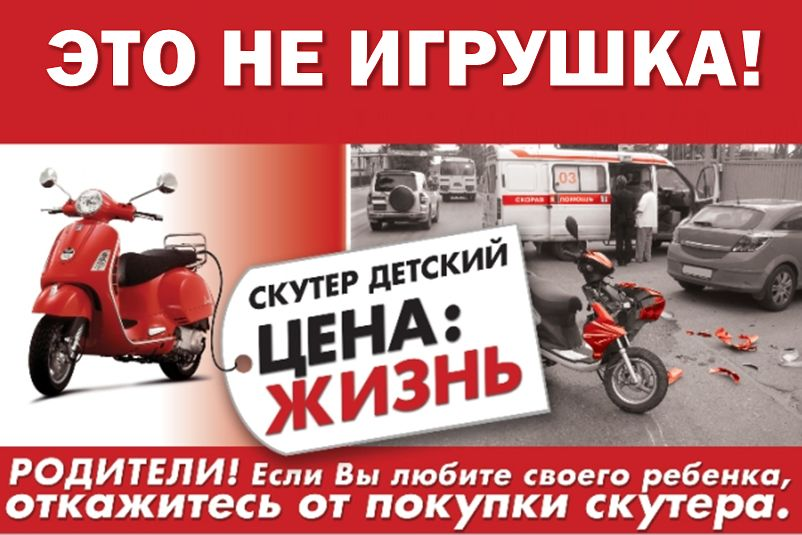 ЭТО НЕ ИГРУШКА!
03
СКОРАЯ ПОМОЩЬ
СКУТЕР ДЕТСКИЙ
ЦЕНА:
ЖИЗНЬ
РОДИТЕЛИ! Если Вы любите своего ребенка,
откажитесь от покупки скутера.